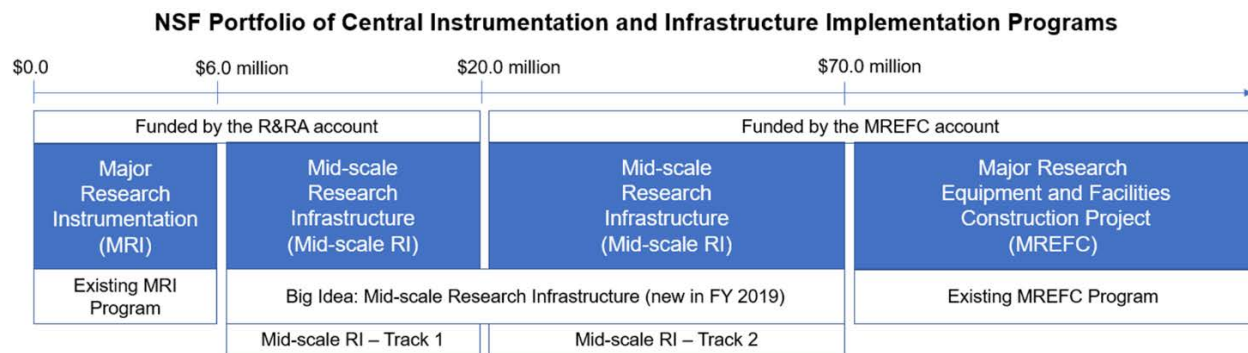 NSF Portfolio of Central Instrumentation and Infrastructure Implementation Programs
$0.0
$6.0 million
$20.0 million
$70.0 million
Funded by the R&RA account
Funded by the MREFC account
Major
Research
Instrumentation
(MRI)
Mid-scale
Research
Infrastructure
(Mid-scale RI)
Mid-scale
Research
Infrastructure
(Mid-scale RI)
Major Research
Equipment and Facilities
Construction Project
(MREFC)
Existing MRI
Program
Big Idea: Mid-scale Research Infrastructure (new in FY 2019)
Existing MREFC Program
Mid-scale RI – Track 1
Mid-scale RI – Track 2